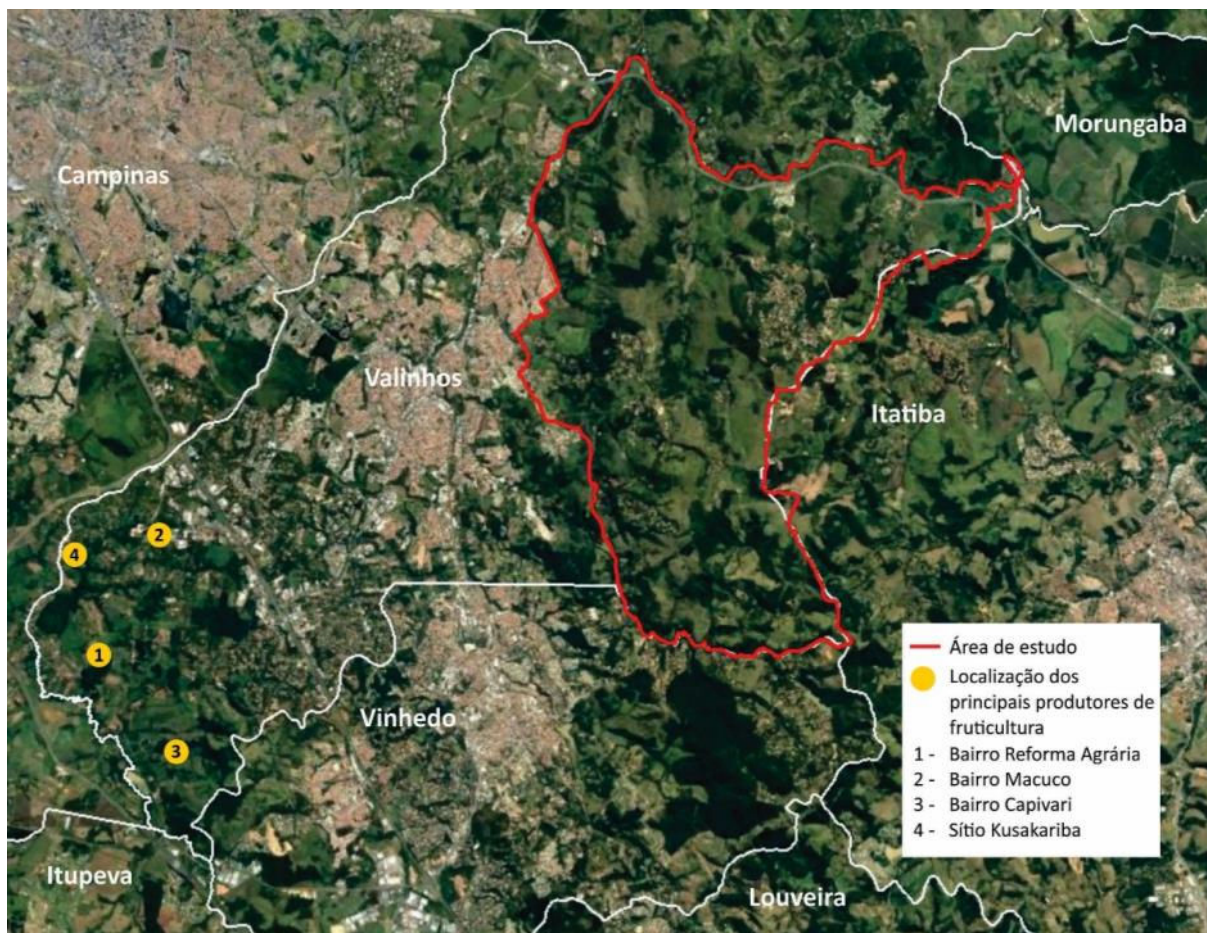 Morungaba
Campinas
Valinhos
Itatiba
2
4
1
3
Vinhedo
Itupeva
Louveira
Área de estudo
Localização dos
principais produtores de
fruticultura
1 - Bairro Reforma Agrária
2 - Bairro Macuco
3 - Bairro Capivari
4 - Sítio Kusakariba